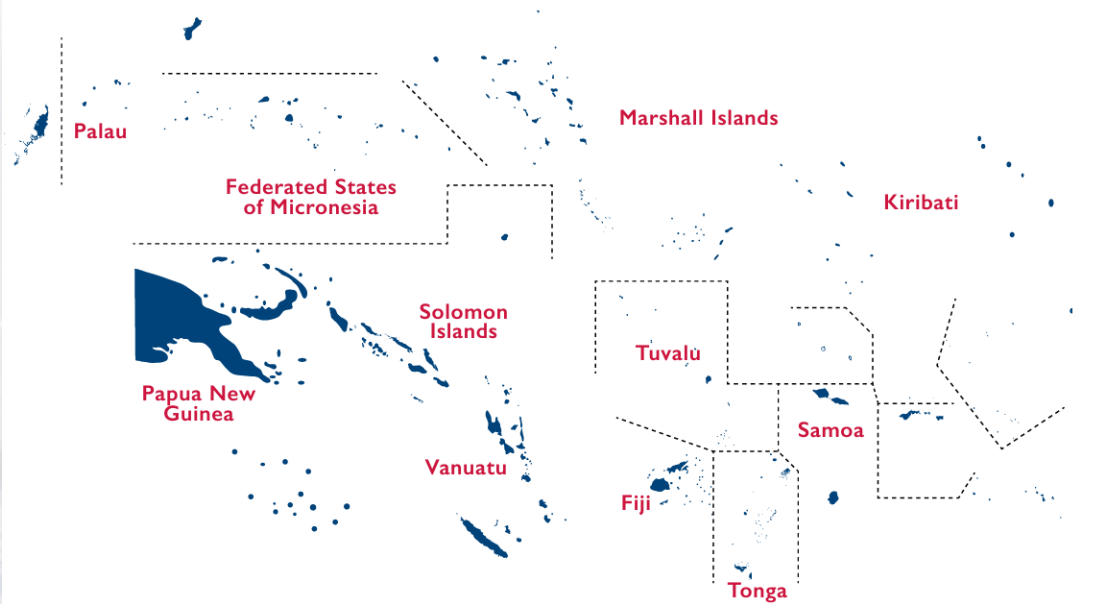 Marshall Islands
Palau
Federated States
of Micronesia
Kiribati
Solomon
Islands
Tuvalu
Papua New
Guinea
Samoa
Vanuatu
Fiji
Tonga